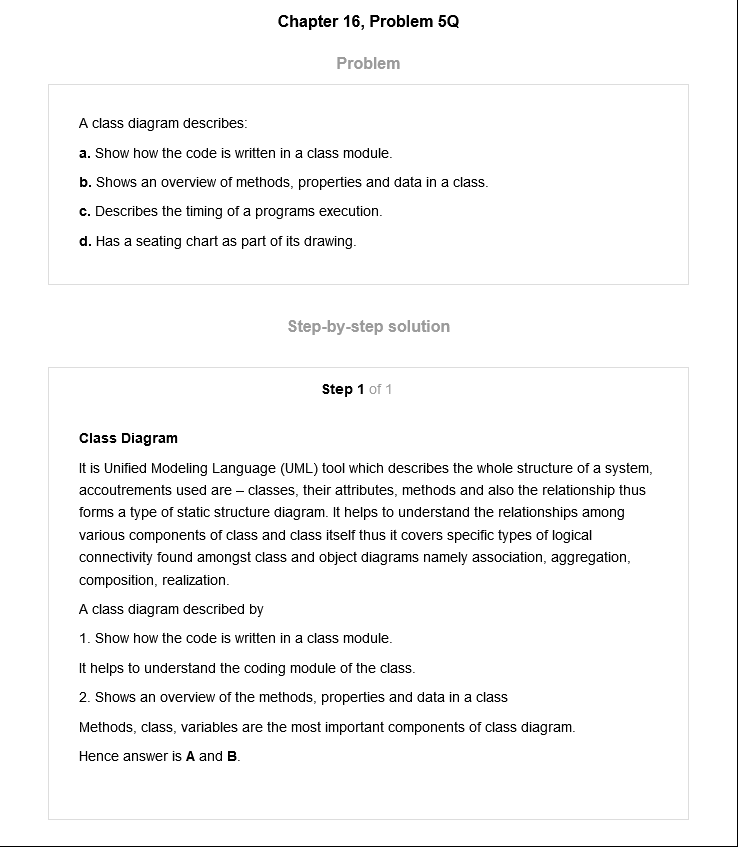 Chapter 16, Problem 5Q
Problem
A class diagram describes:
a. Show how the code is written in a class module.
b. Shows an overview of methods, properties and data in a class.
c. Describes the timing of a programs execution.
d. Has a seating chart as part of its drawing.
Step-by-step solution
Step 1 of 1
Class Diagram
It is Unified Modeling Language (UML) tool which describes the whole structure of a system,
accoutrements used are – classes, their attributes, methods and also the relationship thus
forms a type of static structure diagram. It helps to understand the relationships among
various components of class and class itself thus it covers specific types of logical
connectivity found amongst class and object diagrams namely association, aggregation,
composition, realization.
A class diagram described by
1. Show how the code is written in a class module.
It helps to understand the coding module of the class.
2. Shows an overview of the methods, properties and data in a class
Methods, class, variables are the most important components of class diagram.
Hence answer is A and B.